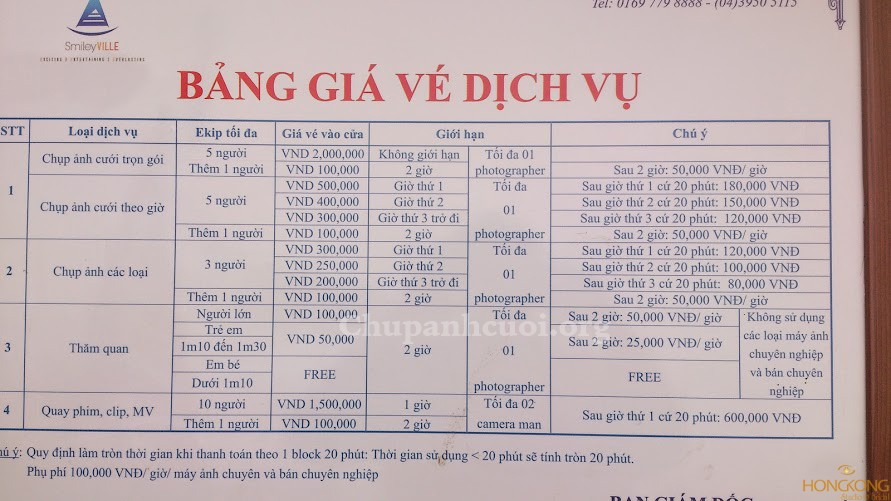 Tel: 0169 779 8888 - (04)3950 5115
SmileyVILLE
EXCITING | ENTERTAINING | EVERLASTING
BẢNG GIÁ VÉ DỊCH VỤ
STT Loại dịch vụ Ekip tối đa Giá vé vào cửa Giới hạn Chú ý
1 Chụp ảnh cưới trọn gói 5 người VND 2,000,000 Không giới hạn Tối đa 01
Thêm 1 người VND 100,000 2 giờ photographer Sau 2 giờ: 50,000 VNĐ/ giờ
Chụp ảnh cưới theo giờ 5 người VND 500,000 Giờ thứ 1 Tối đa Sau giờ thứ 1 cứ 20 phút: 180,000 VNĐ
VND 400,000 Giờ thứ 2 01 Sau giờ thứ 2 cứ 20 phút: 150,000 VNĐ
VND 300,000 Giờ thứ 3 trở đi Sau giờ thứ 3 cứ 20 phút: 120,000 VNĐ
Thêm 1 người VND 100,000 2 giờ photographer Sau 2 giờ: 50,000 VNĐ/ giờ
2 Chụp ảnh các loại 3 người VND 300,000 Giờ thứ 1 Tối đa Sau giờ thứ 1 cứ 20 phút: 120,000 VNĐ
VND 250,000 Giờ thứ 2 01 Sau giờ thứ 2 cứ 20 phút: 100,000 VNĐ
VND 200,000 Giờ thứ 3 trở đi Sau giờ thứ 3 cứ 20 phút: 80,000 VNĐ
Thêm 1 người VND 100,000 2 giờ photographer Sau 2 giờ: 50,000 VNĐ/ giờ
3 Thăm quan Người lớn VND 100,000 2 giờ Tối đa Sau 2 giờ: 50,000 VNĐ/ giờ Không sử dụng
Trẻ em VND 50,000 01 Sau 2 giờ: 25,000 VNĐ/ giờ các loại máy ảnh
1m10 đến 1m30 chuyên nghiệp
Em bé FREE FREE và bán chuyên
Dưới 1m10 photographer nghiệp
4 Quay phim, clip, MV 10 người VND 1,500,000 1 giờ Tối đa 02 Sau giờ thứ 1 cứ 20 phút: 600,000 VNĐ
Thêm 1 người VND 100,000 2 giờ camera man
Chupanhcuoi.org
hú ý: Quy định làm tròn thời gian khi thanh toán theo 1 block 20 phút: Thời gian sử dụng < 20 phút sẽ tính tròn 20 phút.
Phụ phí 100,000 VNĐ/ giờ/ máy ảnh chuyên và bán chuyên nghiệp
BAN GIÁM ĐỐC
HONGKONG